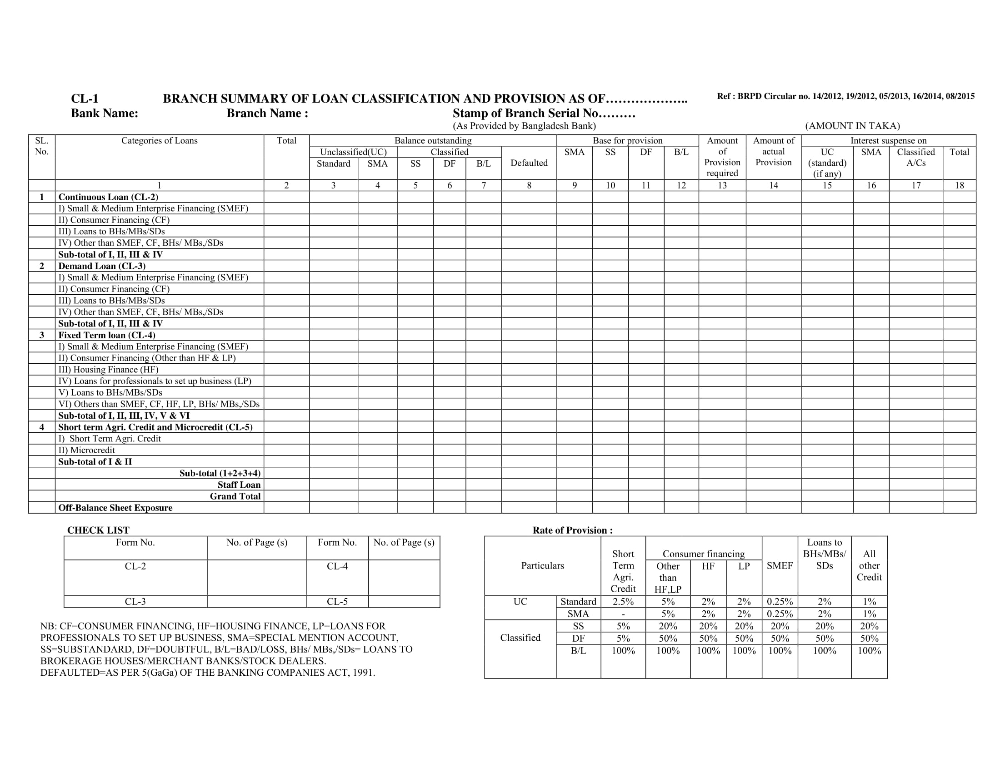 CL-1 BRANCH SUMMARY OF LOAN CLASSIFICATION AND PROVISION AS OF……………….. Ref : BRPD Circular no. 14/2012, 19/2012, 05/2013, 16/2014, 08/2015
Bank Name: Branch Name : Stamp of Branch Serial No………
(As Provided by Bangladesh Bank) (AMOUNT IN TAKA)
SL. No. Categories of Loans Total Balance outstanding Base for provision Amount of Provision required Amount of actual Provision Interest suspense on
Unclassified(UC) Classified Defaulted SMA SS DF B/L UC (standard) (if any) SMA Classified A/Cs Total
Standard SMA SS DF B/L
1 2 3 4 5 6 7 8 9 10 11 12 13 14 15 16 17 18
1 Continuous Loan (CL-2)
I) Small & Medium Enterprise Financing (SMEF)
II) Consumer Financing (CF)
III) Loans to BHs/MBs/SDs
IV) Other than SMEF, CF, BHs/ MBs,/SDs
Sub-total of I, II, III & IV
2 Demand Loan (CL-3)
I) Small & Medium Enterprise Financing (SMEF)
II) Consumer Financing (CF)
III) Loans to BHs/MBs/SDs
IV) Other than SMEF, CF, BHs/ MBs,/SDs
Sub-total of I, II, III & IV
3 Fixed Term loan (CL-4)
I) Small & Medium Enterprise Financing (SMEF)
II) Consumer Financing (Other than HF & LP)
III) Housing Finance (HF)
IV) Loans for professionals to set up business (LP)
V) Loans to BHs/MBs/SDs
VI) Others than SMEF, CF, HF, LP, BHs/ MBs,/SDs
Sub-total of I, II, III, IV, V & VI
4 Short term Agri. Credit and Microcredit (CL-5)
I) Short Term Agri. Credit
II) Microcredit
Sub-total of I & II
Sub-total (1+2+3+4)
Staff Loan
Grand Total
Off-Balance Sheet Exposure
CHECK LIST
Form No. No. of Page (s) Form No. No. of Page (s)
CL-2 CL-4
CL-3 CL-5
NB: CF=CONSUMER FINANCING, HF=HOUSING FINANCE, LP=LOANS FOR
PROFESSIONALS TO SET UP BUSINESS, SMA=SPECIAL MENTION ACCOUNT,
SS=SUBSTANDARD, DF=DOUBTFUL, B/L=BAD/LOSS, BHs/ MBs,/SDs= LOANS TO
BROKERAGE HOUSES/MERCHANT BANKS/STOCK DEALERS.
DEFAULTED=AS PER 5(GaGa) OF THE BANKING COMPANIES ACT, 1991.
Rate of Provision :
Particulars Short Term Agri. Credit Consumer financing SMEF Loans to BHs/MBs/ SDs All other Credit
Other than HF,LP HF LP
UC Standard 2.5% 5% 2% 2% 0.25% 2% 1%
SMA - 5% 2% 2% 0.25% 2% 1%
Classified SS 5% 20% 20% 20% 20% 20% 20%
DF 5% 50% 50% 50% 50% 50% 50%
B/L 100% 100% 100% 100% 100% 100% 100%